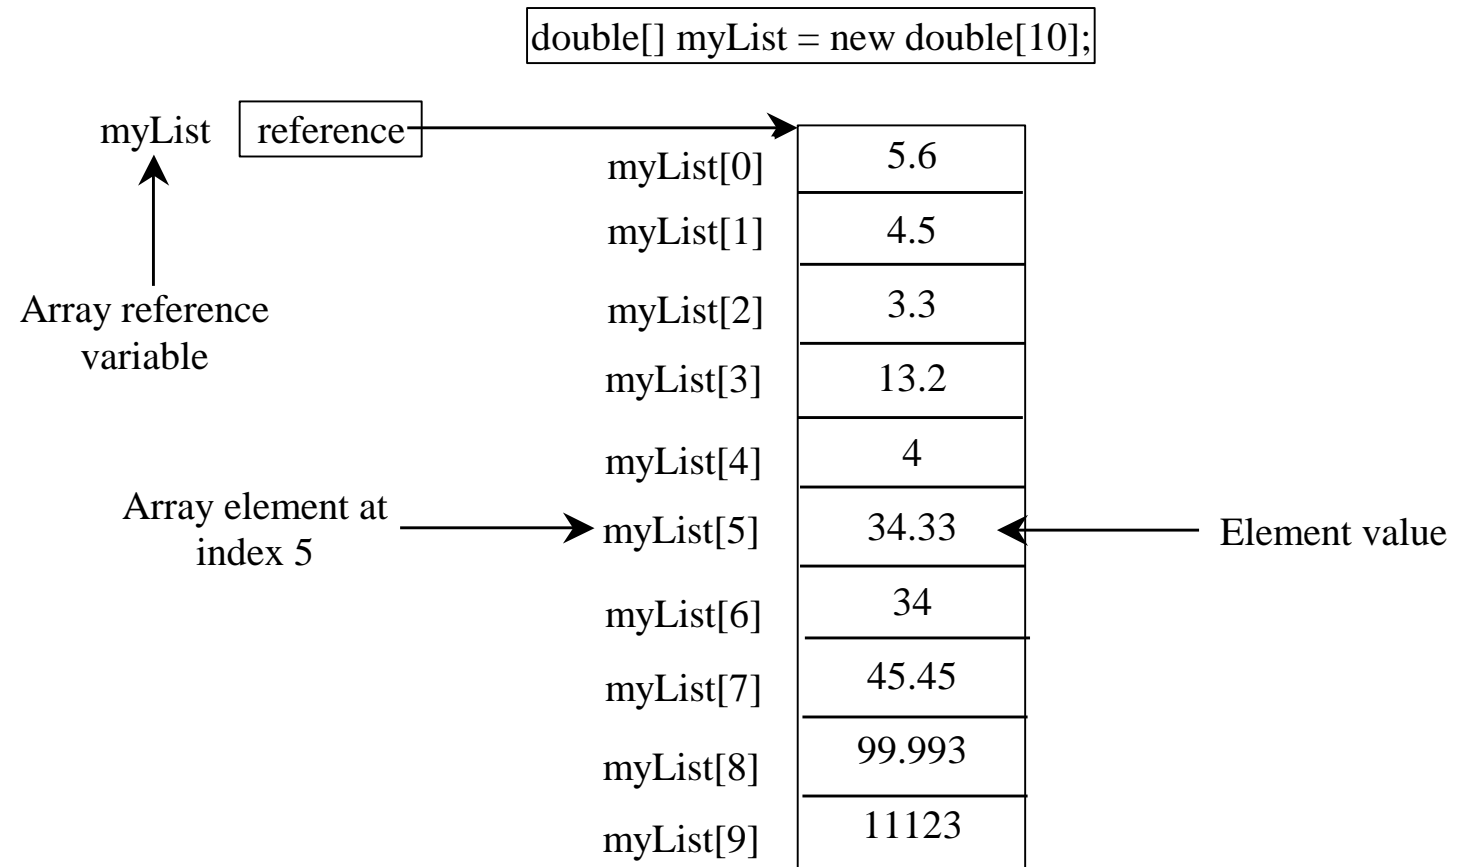 double[] myList = new double[10];
myList reference
myList[0] 5.6
myList[1] 4.5
Array reference
variable
myList[2] 3.3
myList[3] 13.2
myList[4] 4
Array element at
index 5
myList[5] 34.33 Element value
myList[6] 34
myList[7] 45.45
myList[8] 99.993
myList[9] 11123